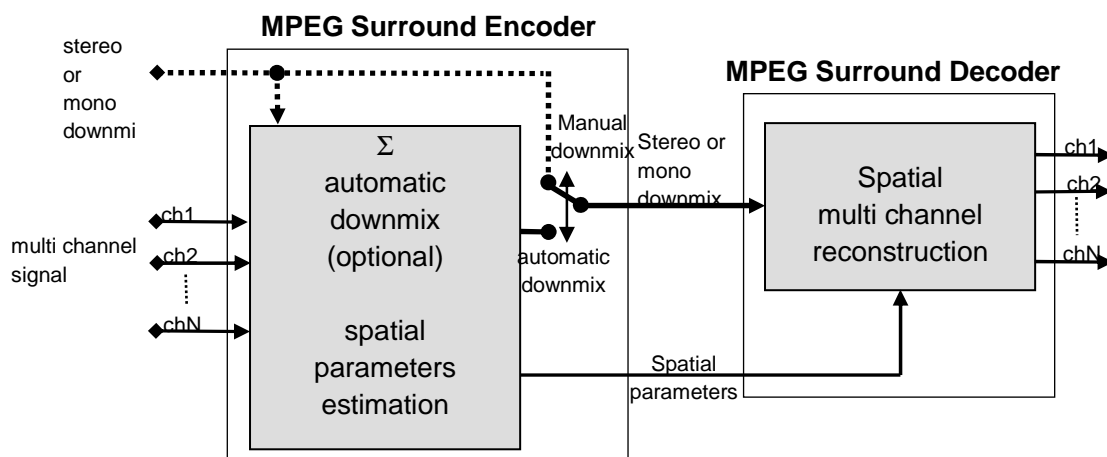 MPEG Surround Encoder
stereo
or
mono
downmi
MPEG Surround Decoder
Σ
automatic
downmix
(optional)
spatial
parameters
estimation
multi channel
signal
ch1
ch2
chN
Manual
downmix
automatic
downmix
Stereo or
mono
downmix
Spatial
parameters
Spatial
multi channel
reconstruction
ch1
ch2
chN